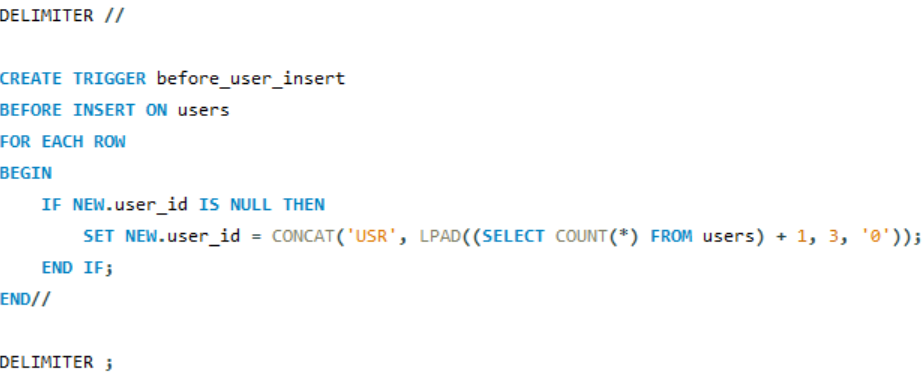 DELIMITER //
CREATE TRIGGER before_user_insert
BEFORE INSERT ON users
FOR EACH ROW
BEGIN
    IF NEW.user_id IS NULL THEN
        SET NEW.user_id = CONCAT('USR', LPAD((SELECT COUNT(*) FROM users) + 1, 3, '0'));
    END IF;
END//
DELIMITER ;